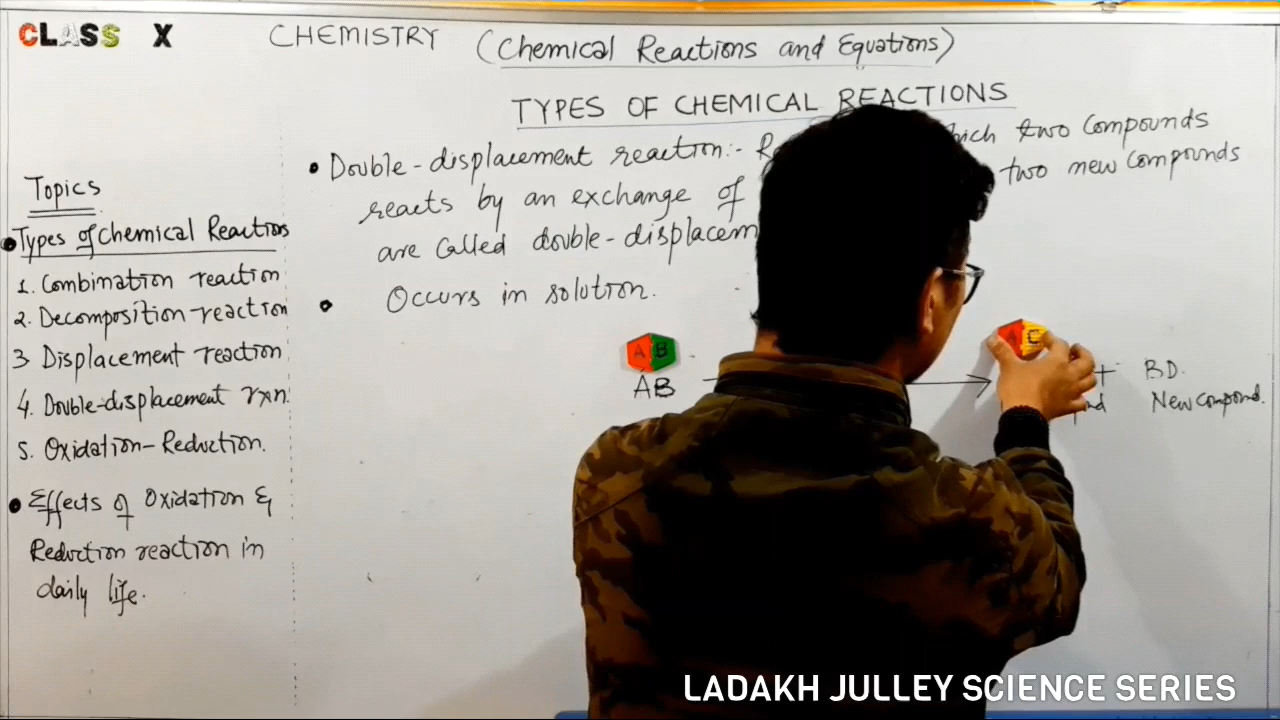 CLASS X
CHEMISTRY (Chemical Reactions and Equations)
TYPES OF CHEMICAL REACTIONS
• Double-displacement reaction:- two compounds
reacts by an exchange of two new compounds
are called double-displacem
• Occurs in solution.
A B
A C
AB + BD.
New compound.
Topics
• Types of Chemical Reactions
1. Combination reaction
2. Decomposition reaction
3 Displacement reaction
4. Double-displacement rxn.
5. Oxidation-Reduction.
• Effects of Oxidation &
Reduction reaction in
daily life.
LADAKH JULLEY SCIENCE SERIES